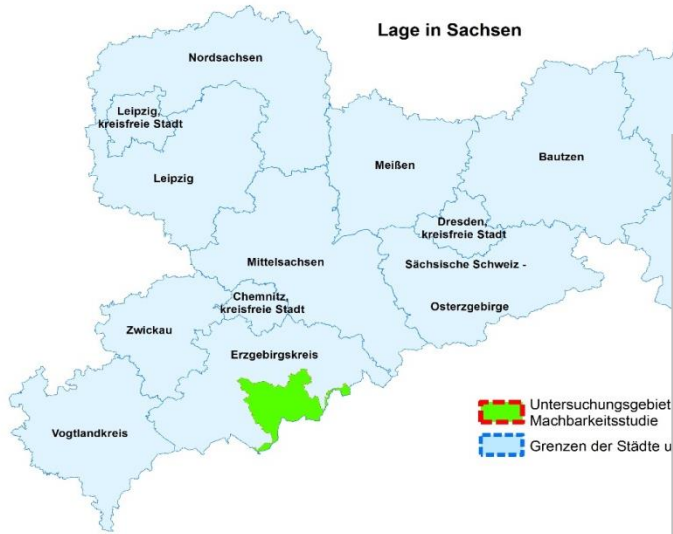 Lage in Sachsen
Nordsachsen
Leipzig,
kreisfreie Stadt
Leipzig
Meißen
Bautzen
Dresden,
kreisfreie Stadt
Mittelsachsen
Sächsische Schweiz -
Osterzgebirge
Chemnitz,
kreisfreie Stadt
Zwickau
Erzgebirgskreis
Vogtlandkreis
Untersuchungsgebiet
Machbarkeitsstudie
Grenzen der Städte u